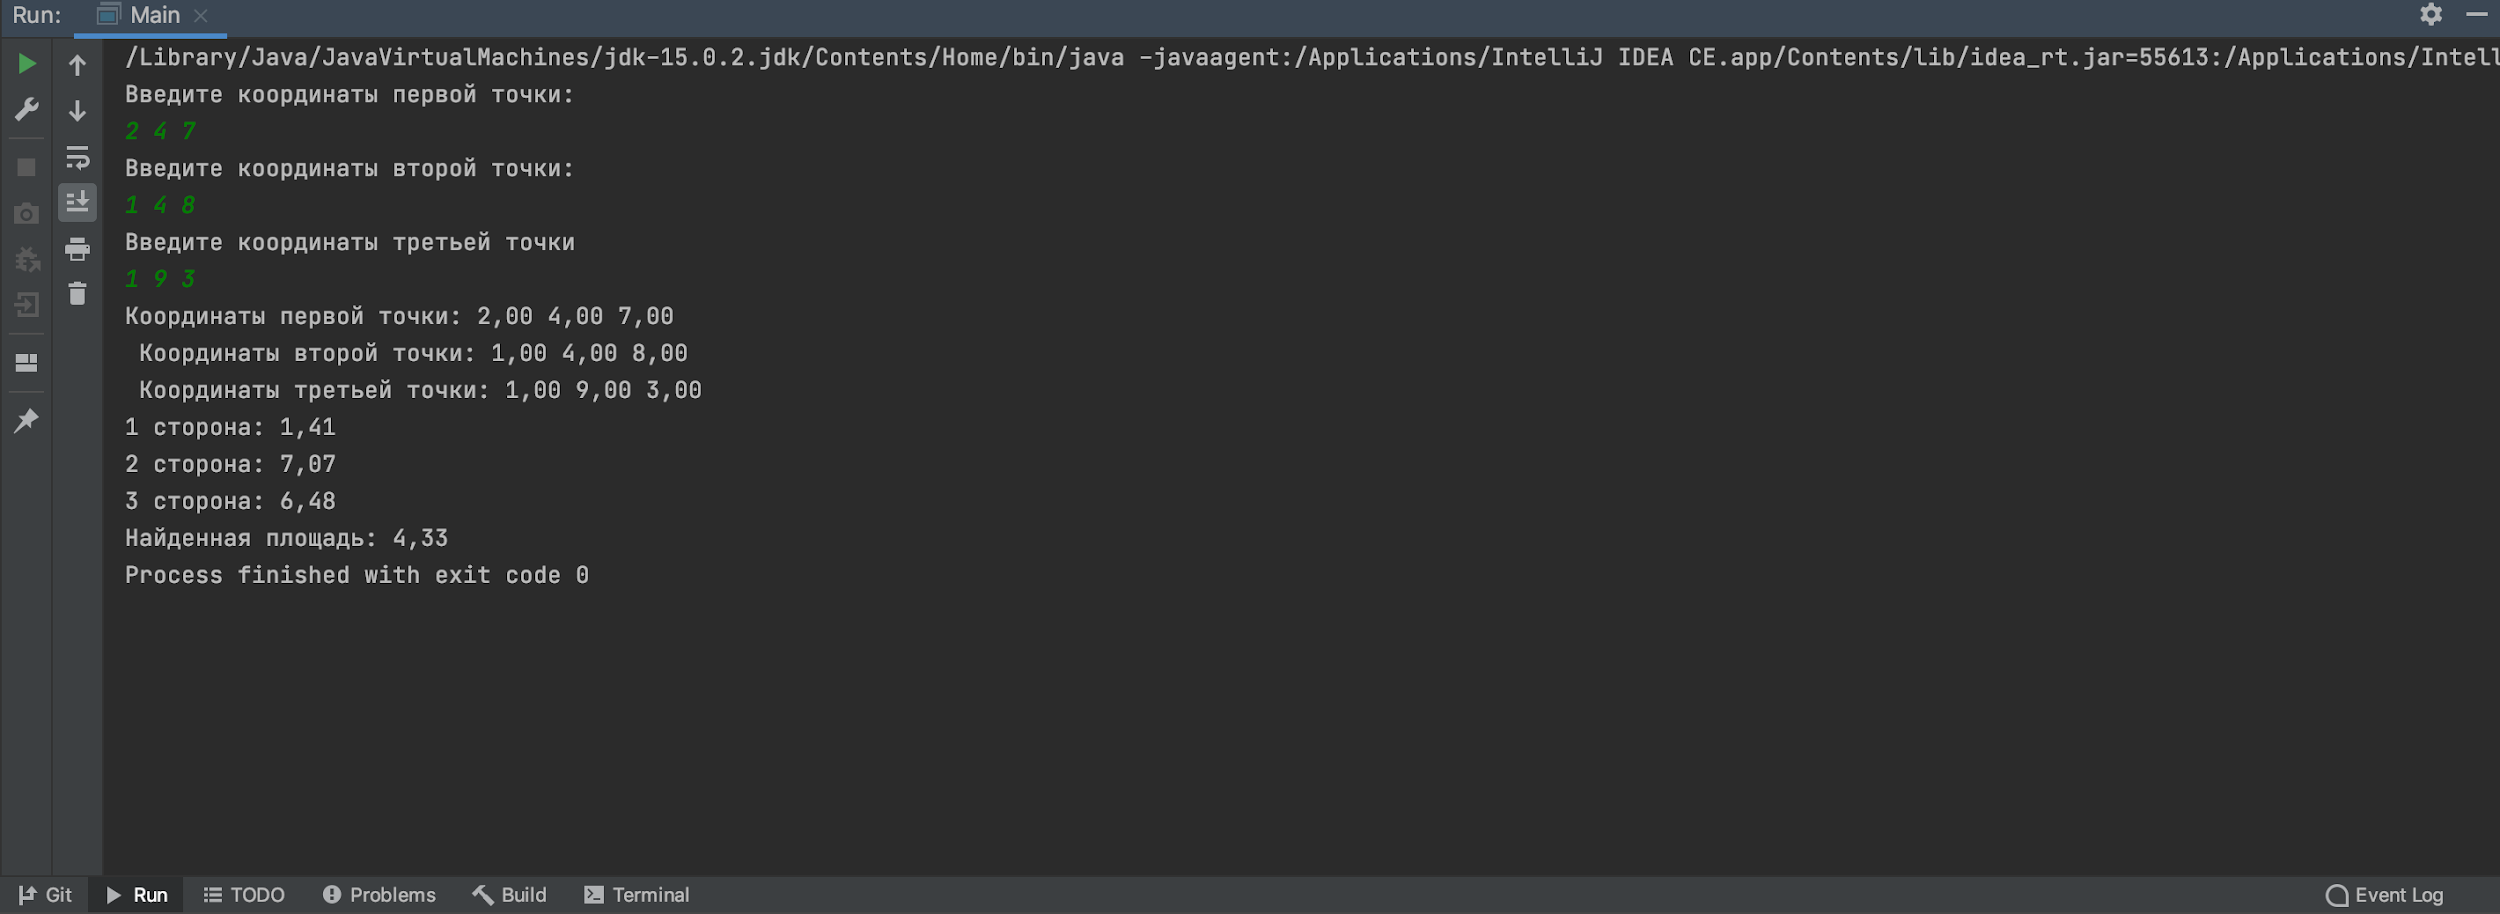 Run: Main
/Library/Java/JavaVirtualMachines/jdk-15.0.2.jdk/Contents/Home/bin/java -javaagent:/Applications/IntelliJ IDEA CE.app/Contents/lib/idea_rt.jar=55613:/Applications/Intell
Введите координаты первой точки:
2 4 7
Введите координаты второй точки:
1 4 8
Введите координаты третьей точки
1 9 3
Координаты первой точки: 2,00 4,00 7,00
Координаты второй точки: 1,00 4,00 8,00
Координаты третьей точки: 1,00 9,00 3,00
1 сторона: 1,41
2 сторона: 7,07
3 сторона: 6,48
Найденная площадь: 4,33
Process finished with exit code 0
Git Run TODO Problems Build Terminal Event Log